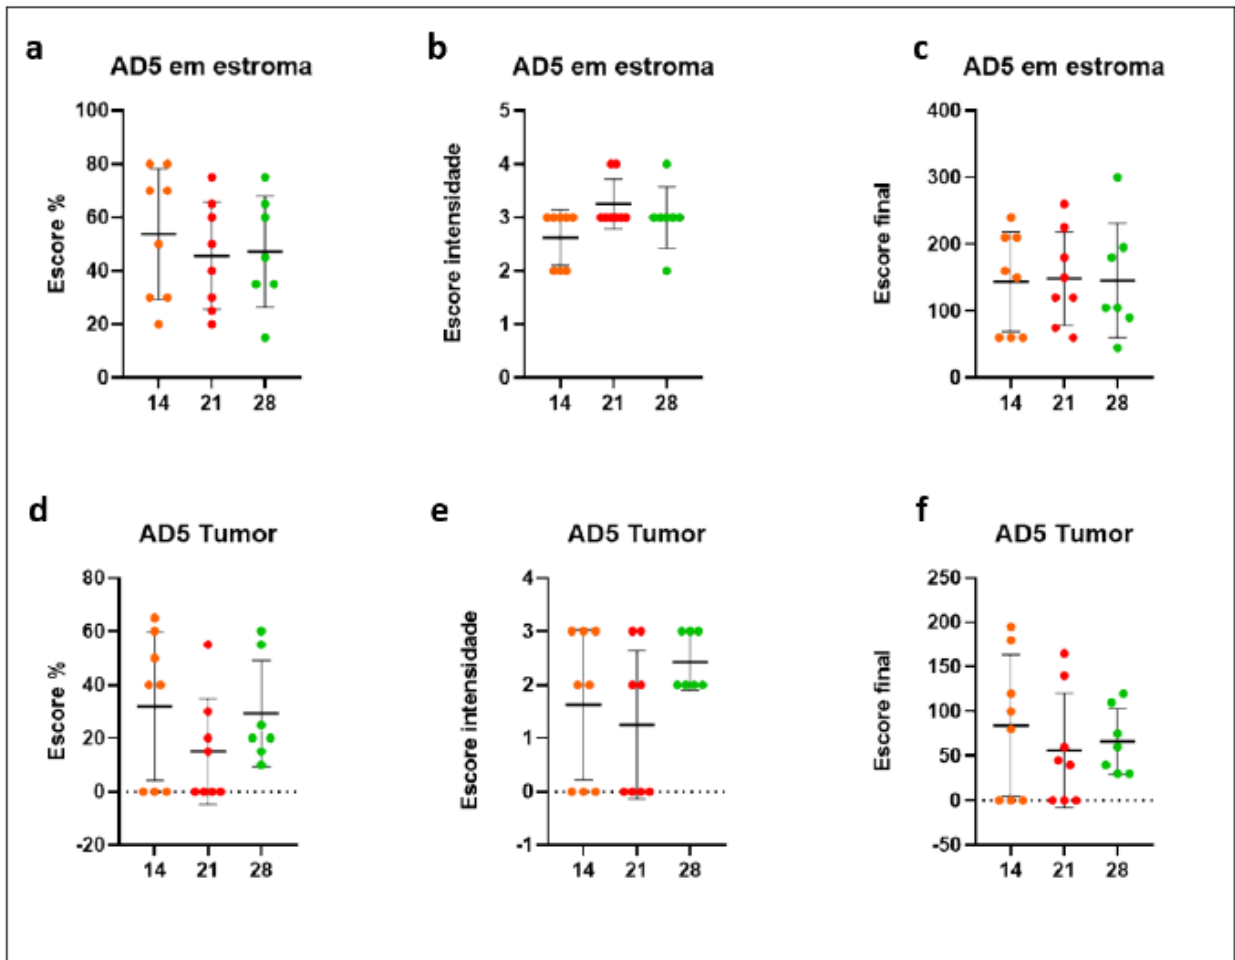 a
AD5 em estroma
Escore %
100
80
60
40
20
0
14 21 28
b
AD5 em estroma
Escore intensidade
5
4
3
2
1
0
14 21 28
c
AD5 em estroma
Escore final
400
300
200
100
0
14 21 28
d
AD5 Tumor
Escore %
80
60
40
20
0
-20
14 21 28
e
AD5 Tumor
Escore intensidade
4
3
2
1
0
-1
14 21 28
f
AD5 Tumor
Escore final
250
200
150
100
50
0
-50
14 21 28